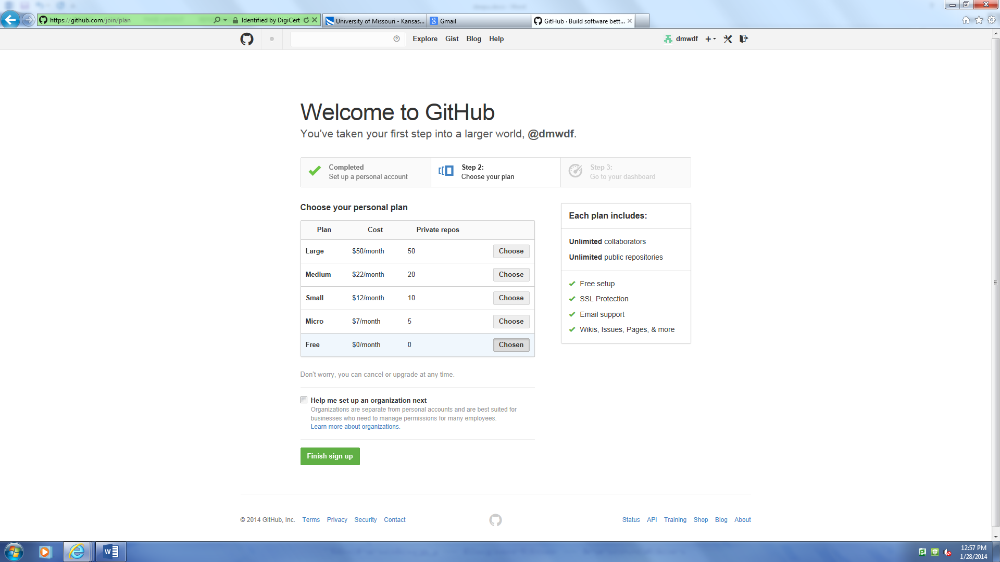 https://github.com/join/plan
Identified by DigiCert
University of Missouri - Kansas...
Gmail
GitHub · Build software bett...
Explore Gist Blog Help
dmwdf
Welcome to GitHub
You've taken your first step into a larger world, @dmwdf.
Completed
Set up a personal account
Step 2:
Choose your plan
Step 3:
Go to your dashboard
Choose your personal plan
Plan Cost Private repos
Large $50/month 50 Choose
Medium $22/month 20 Choose
Small $12/month 10 Choose
Micro $7/month 5 Choose
Free $0/month 0 Chosen
Don't worry, you can cancel or upgrade at any time.
Help me set up an organization next
Organizations are separate from personal accounts and are best suited for
businesses who need to manage permissions for many employees.
Learn more about organizations.
Finish sign up
Each plan includes:
Unlimited collaborators
Unlimited public repositories
Free setup
SSL Protection
Email support
Wikis, Issues, Pages, & more
© 2014 GitHub, Inc. Terms Privacy Security Contact
Status API Training Shop Blog About
12:57 PM
1/28/2014